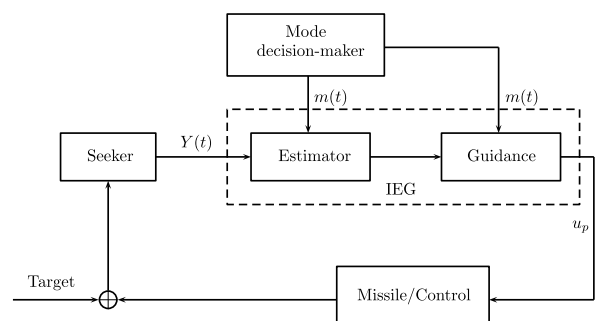 Mode
decision-maker
m(t)
m(t)
Y(t)
Seeker
Estimator
Guidance
IEG
u_p
Target
Missile/Control